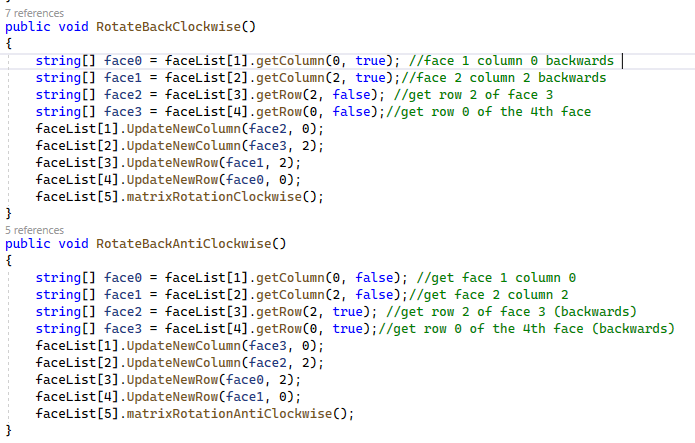 7 references
public void RotateBackClockwise()
{
string[] face0 = faceList[1].getColumn(0, true); //face 1 column 0 backwards
string[] face1 = faceList[2].getColumn(2, true);//face 2 column 2 backwards
string[] face2 = faceList[3].getRow(2, false); //get row 2 of face 3
string[] face3 = faceList[4].getRow(0, false);//get row 0 of the 4th face
faceList[1].UpdateNewColumn(face2, 0);
faceList[2].UpdateNewColumn(face3, 2);
faceList[3].UpdateNewRow(face1, 2);
faceList[4].UpdateNewRow(face0, 0);
faceList[5].matrixRotationClockwise();
}
5 references
public void RotateBackAntiClockwise()
{
string[] face0 = faceList[1].getColumn(0, false); //get face 1 column 0
string[] face1 = faceList[2].getColumn(2, false);//get face 2 column 2
string[] face2 = faceList[3].getRow(2, true); //get row 2 of face 3 (backwards)
string[] face3 = faceList[4].getRow(0, true);//get row 0 of the 4th face (backwards)
faceList[1].UpdateNewColumn(face3, 0);
faceList[2].UpdateNewColumn(face2, 2);
faceList[3].UpdateNewRow(face0, 2);
faceList[4].UpdateNewRow(face1, 0);
faceList[5].matrixRotationAntiClockwise();
}